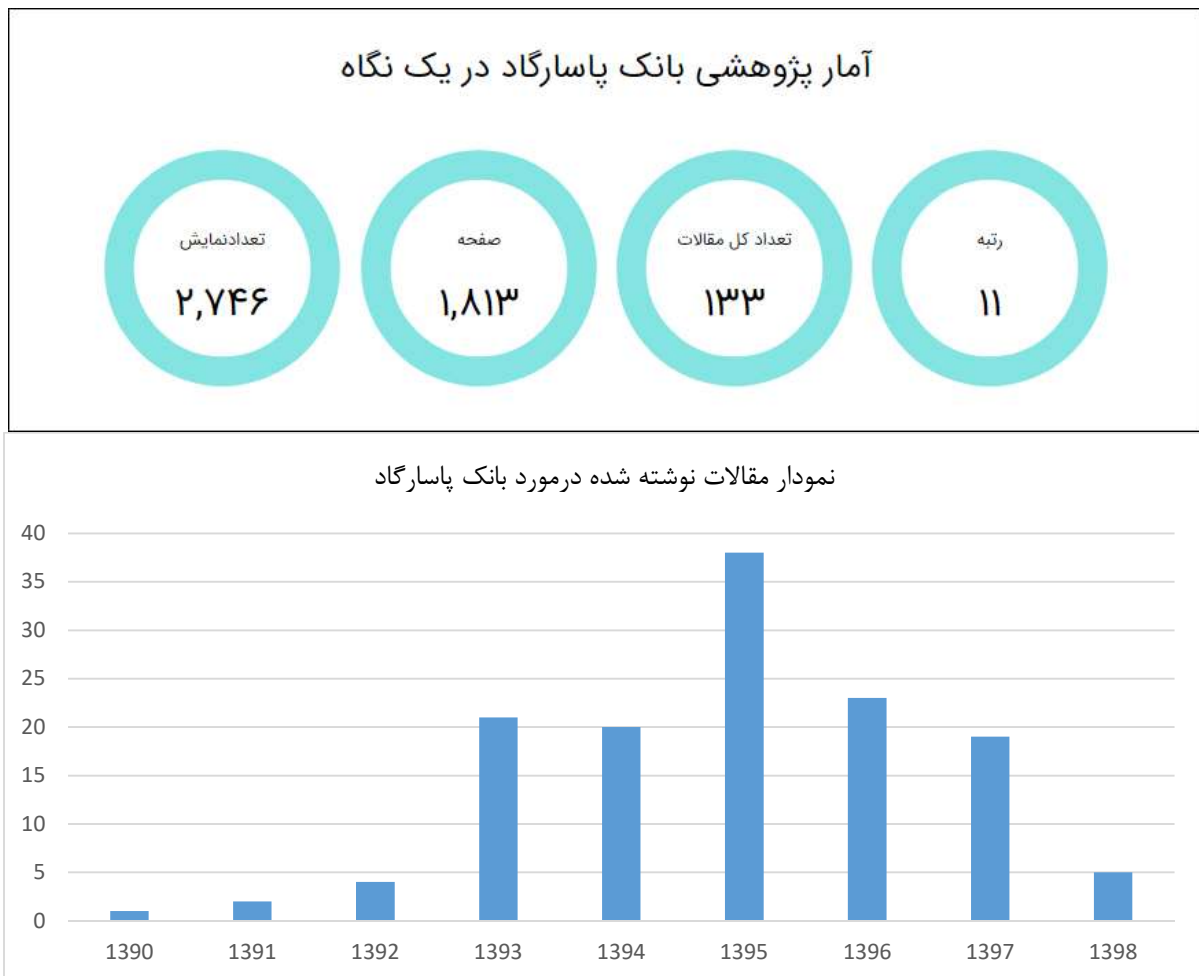 آمار پژوهشی بانک پاسارگاد در یک نگاه
رتبه
۱۱
تعداد کل مقالات
۱۳۳
صفحه
۱,۸۱۳
تعدادنمایش
۲,۷۴۶
نمودار مقالات نوشته شده درمورد بانک پاسارگاد
40
35
30
25
20
15
10
5
0
1390 1391 1392 1393 1394 1395 1396 1397 1398